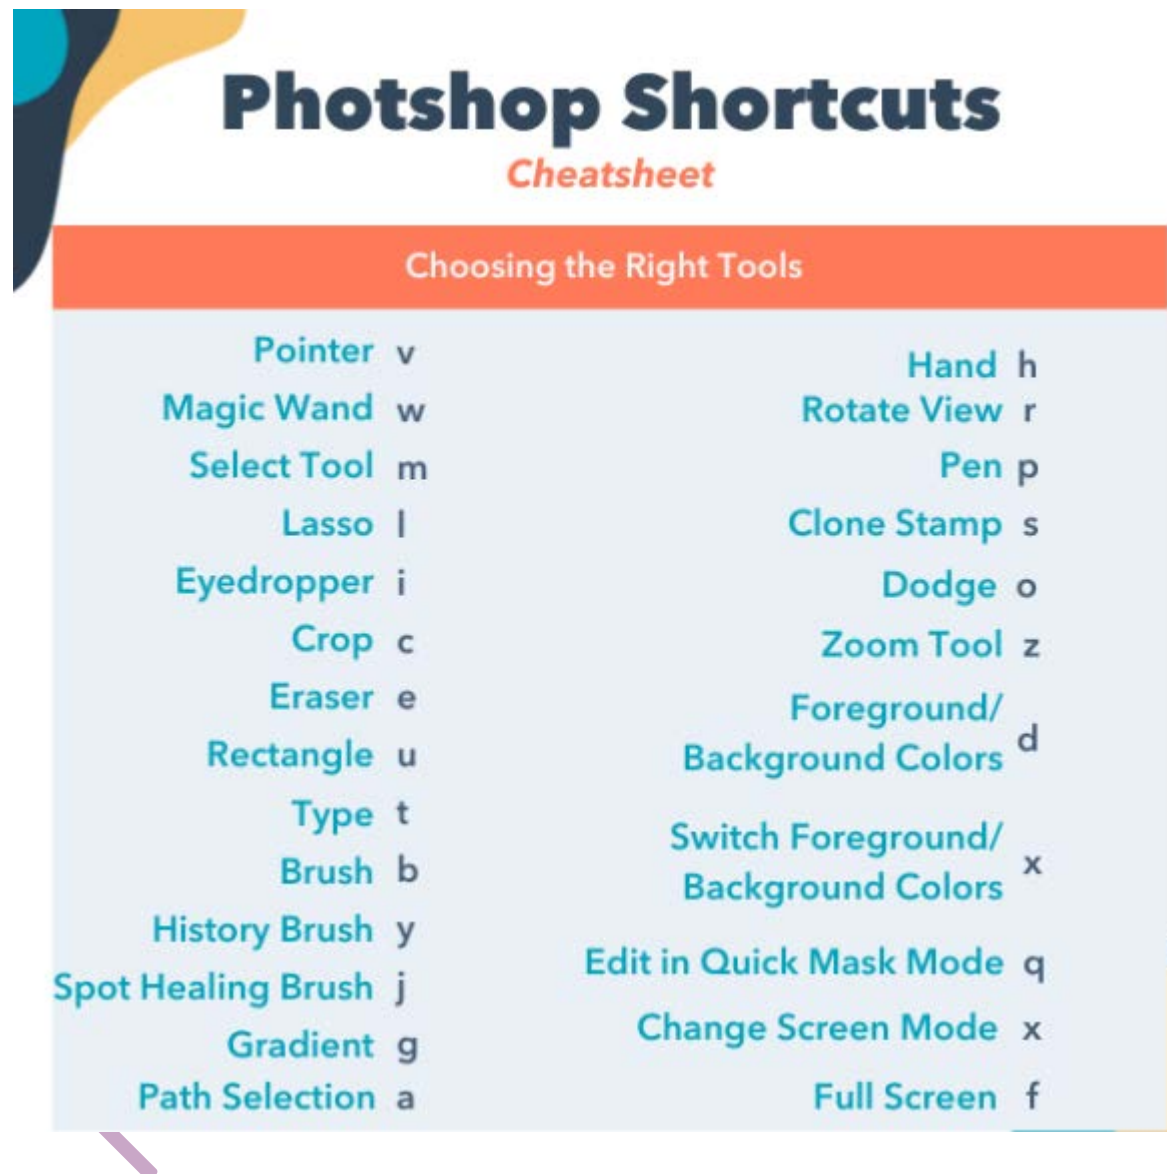 Photshop Shortcuts
Cheatsheet
Choosing the Right Tools
Pointer v
Magic Wand w
Select Tool m
Lasso l
Eyedropper i
Crop c
Eraser e
Rectangle u
Type t
Brush b
History Brush y
Spot Healing Brush j
Gradient g
Path Selection a
Hand h
Rotate View r
Pen p
Clone Stamp s
Dodge o
Zoom Tool z
Foreground/
Background Colors d
Switch Foreground/
Background Colors x
Edit in Quick Mask Mode q
Change Screen Mode x
Full Screen f